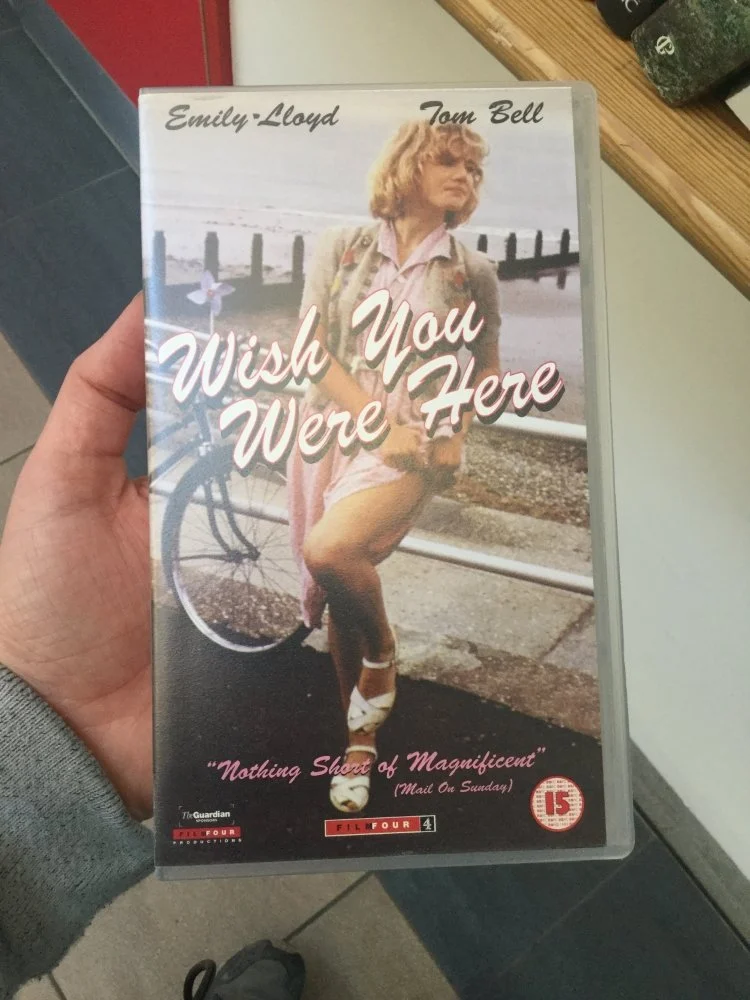 Emily Lloyd
Tom Bell
Wish You
Were Here
"Nothing Short of Magnificent"
(Mail On Sunday)
The Guardian
FILMFOUR
PRODUCTIONS
FILMFOUR 4
15